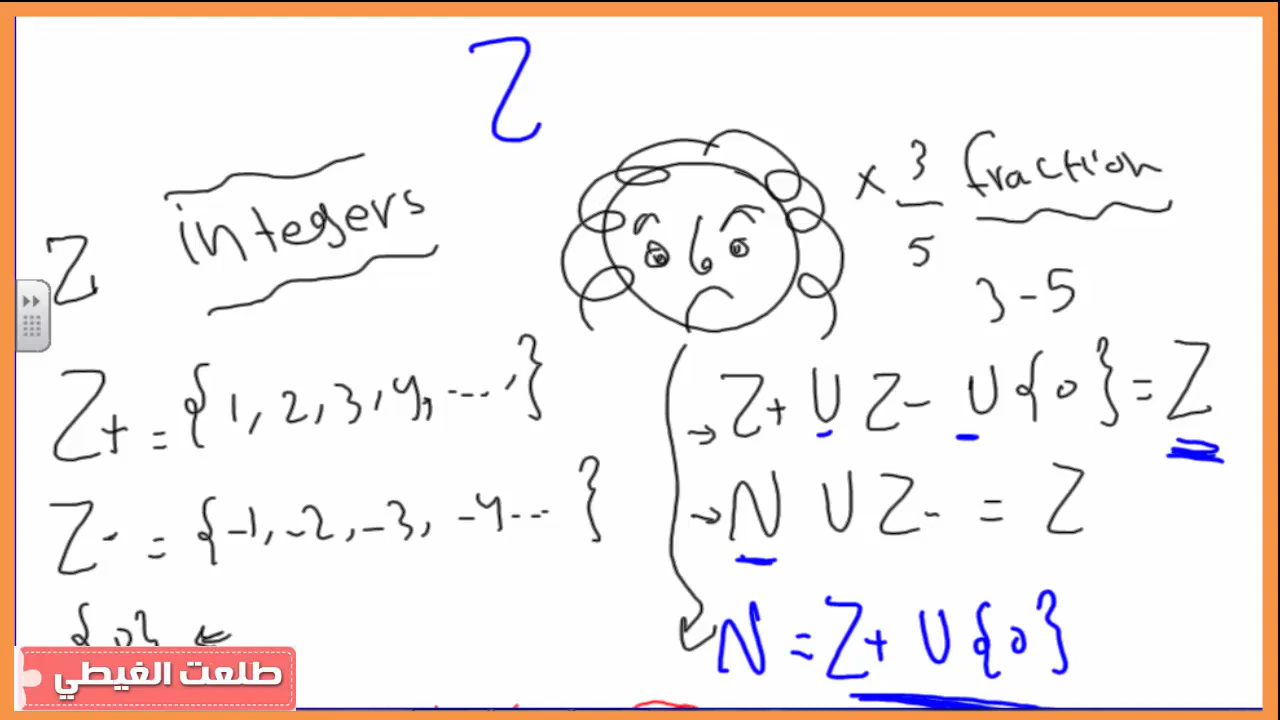 Z
integers
Z
× 3/5 fraction
3 - 5
Z+ = {1, 2, 3, 4, ....}
Z- = {-1, -2, -3, -4...}
{0} ←
→ Z+ U Z- U {0} = Z
→ N U Z- = Z
N = Z+ U {0}
طلعت الغيطي